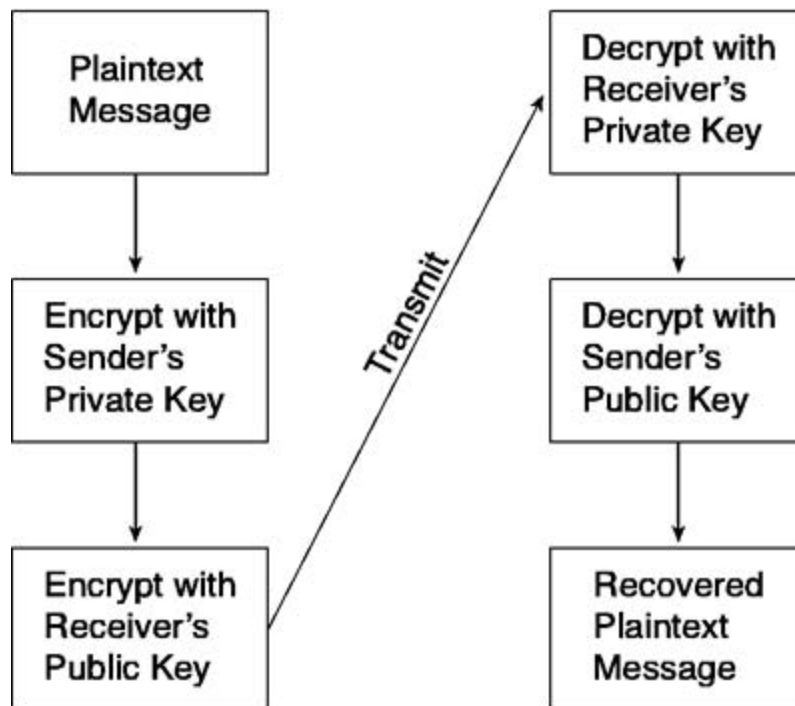 Plaintext
Message
Encrypt with
Sender's
Private Key
Encrypt with
Receiver's
Public Key
Transmit
Decrypt with
Receiver's
Private Key
Decrypt with
Sender's
Public Key
Recovered
Plaintext
Message